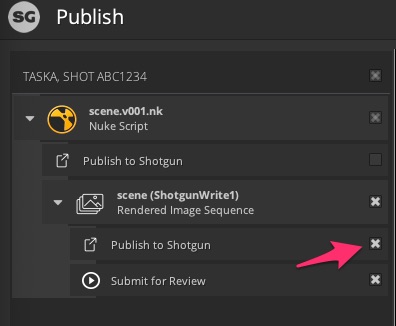 SG Publish
TASKA, SHOT ABC1234
scene.v001.nk
Nuke Script
Publish to Shotgun
scene (ShotgunWrite1)
Rendered Image Sequence
Publish to Shotgun
Submit for Review